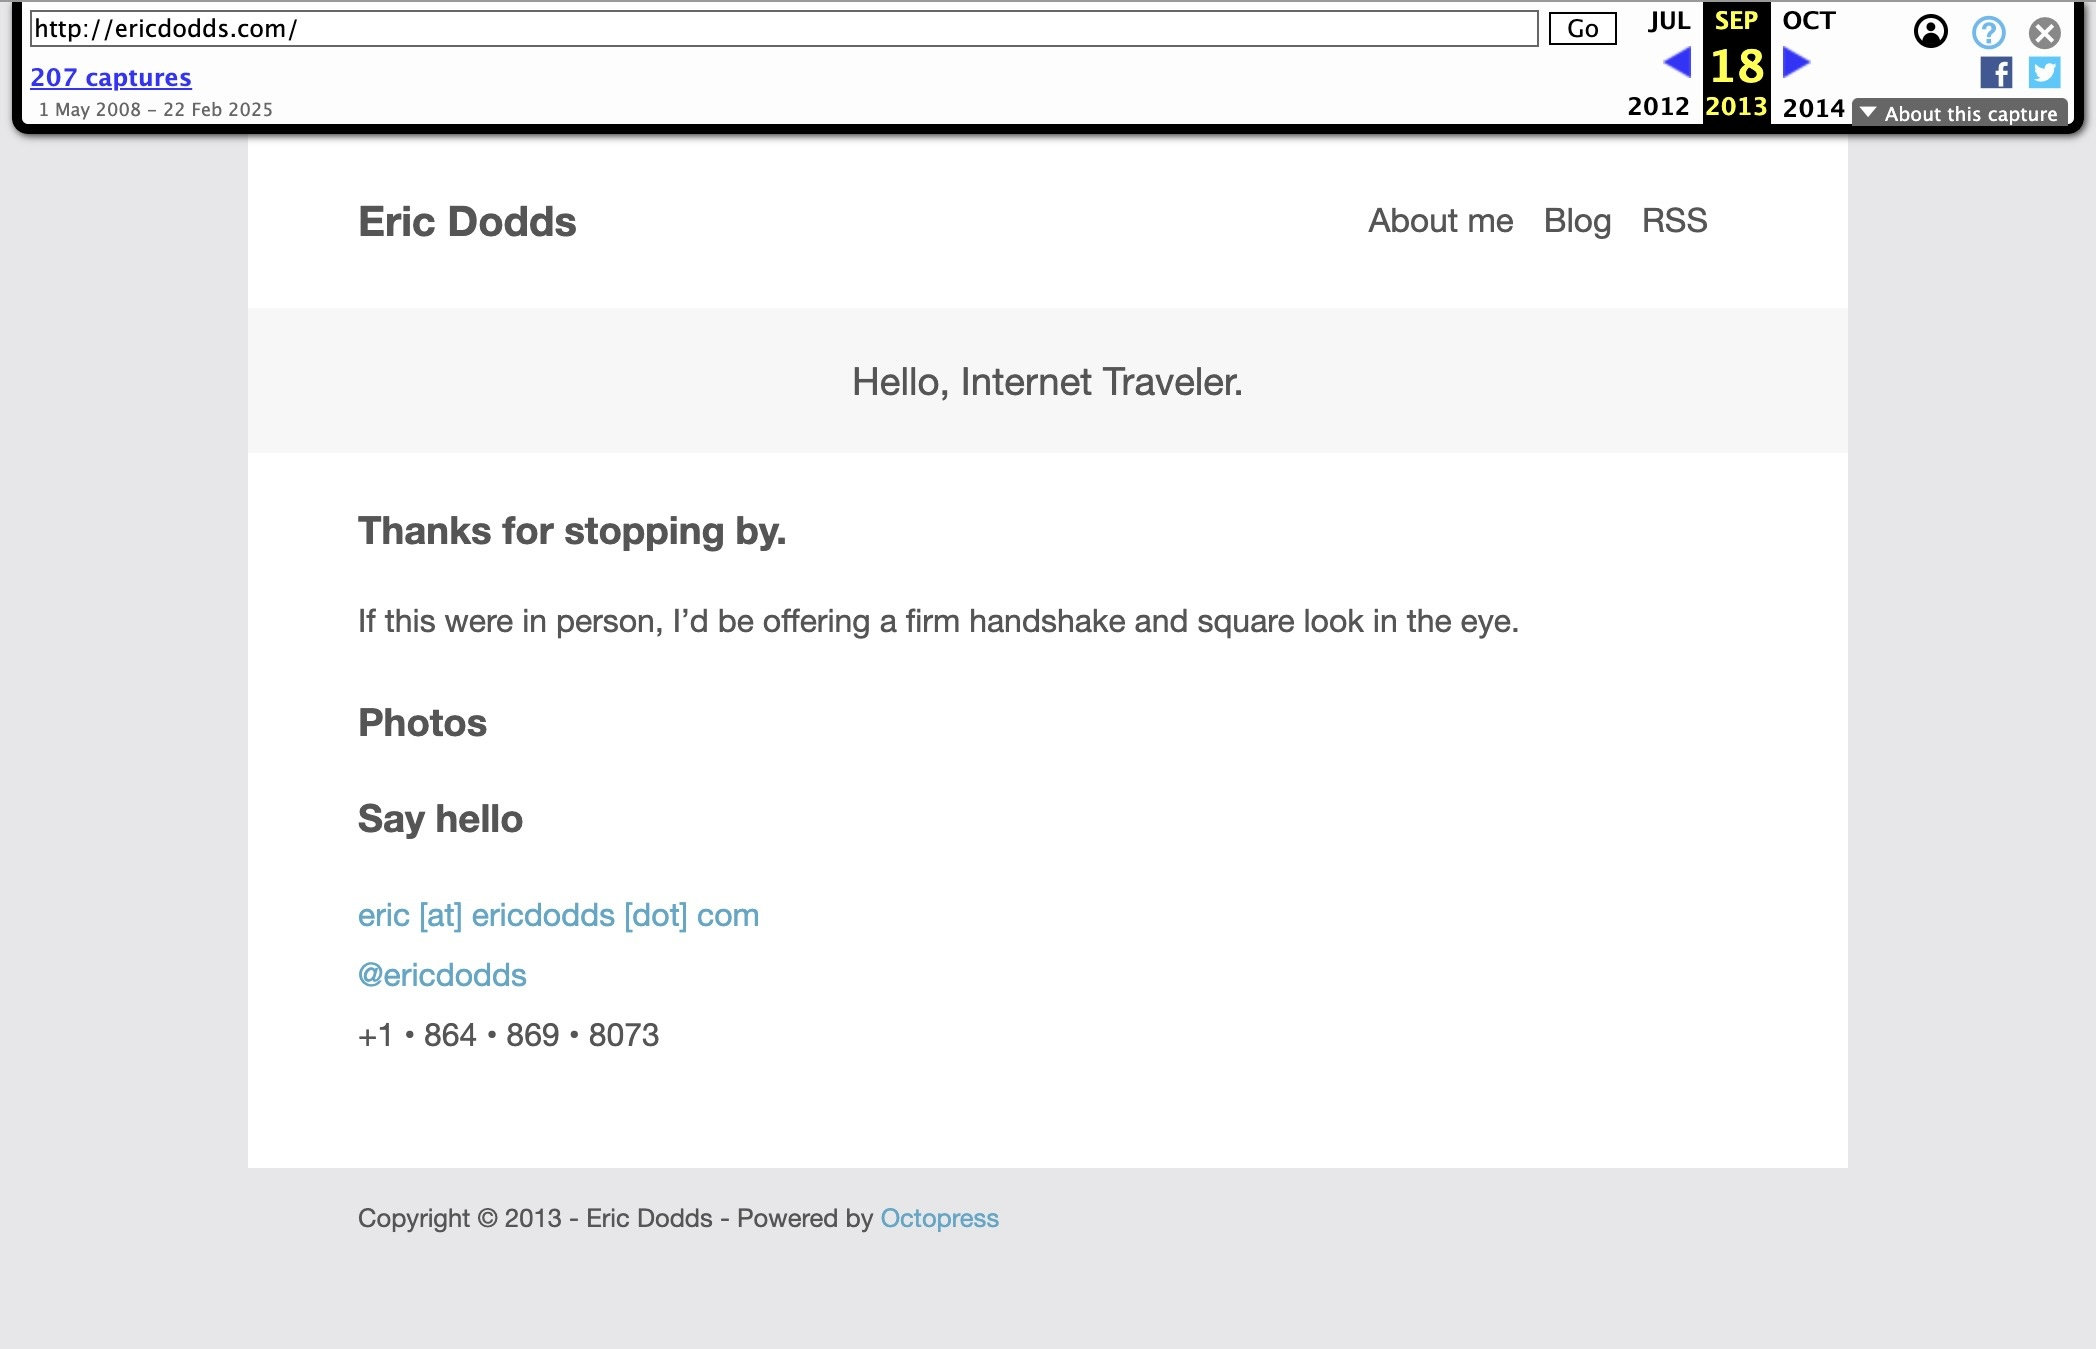 http://ericdodds.com/
Go
JUL
SEP
OCT
18
2012
2013
2014
207 captures
1 May 2008 – 22 Feb 2025
About this capture
Eric Dodds
About me
Blog
RSS
Hello, Internet Traveler.
Thanks for stopping by.
If this were in person, I’d be offering a firm handshake and square look in the eye.
Photos
Say hello
eric [at] ericdodds [dot] com
@ericdodds
+1 • 864 • 869 • 8073
Copyright © 2013 - Eric Dodds - Powered by Octopress